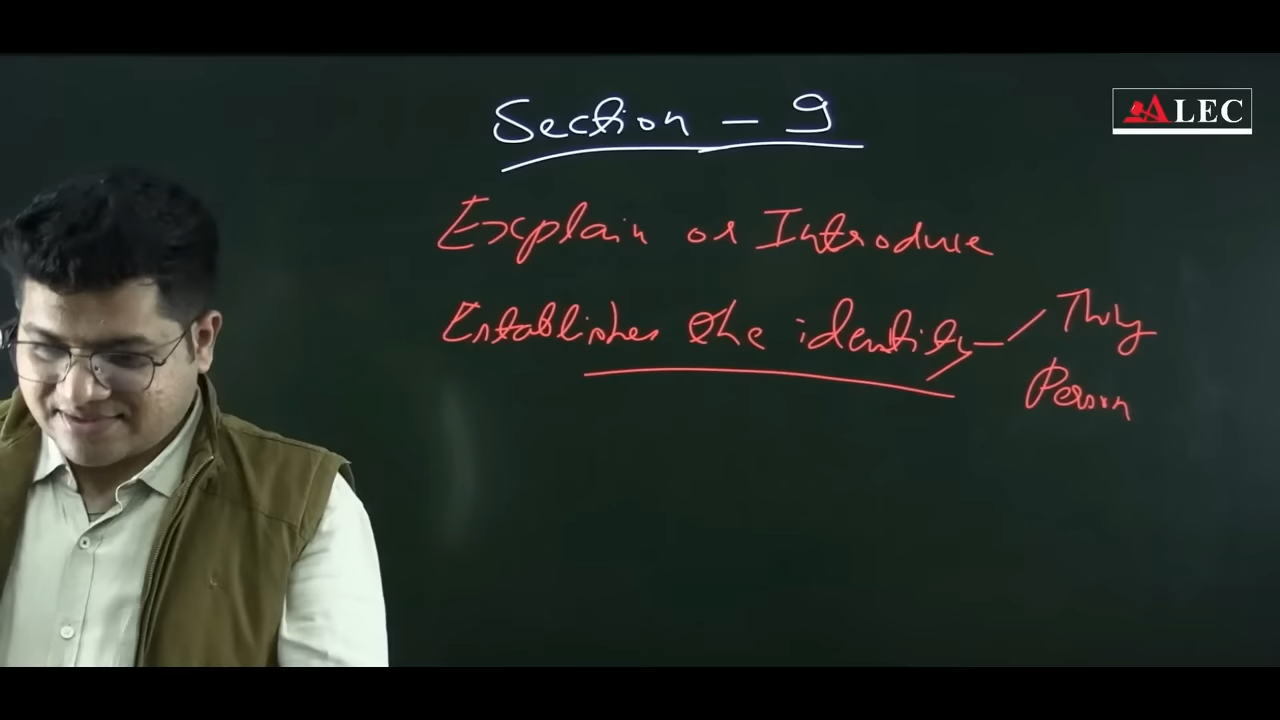 ALEC
Section - 9
Explain or Introduce
Establishes the identity - Thing
Person